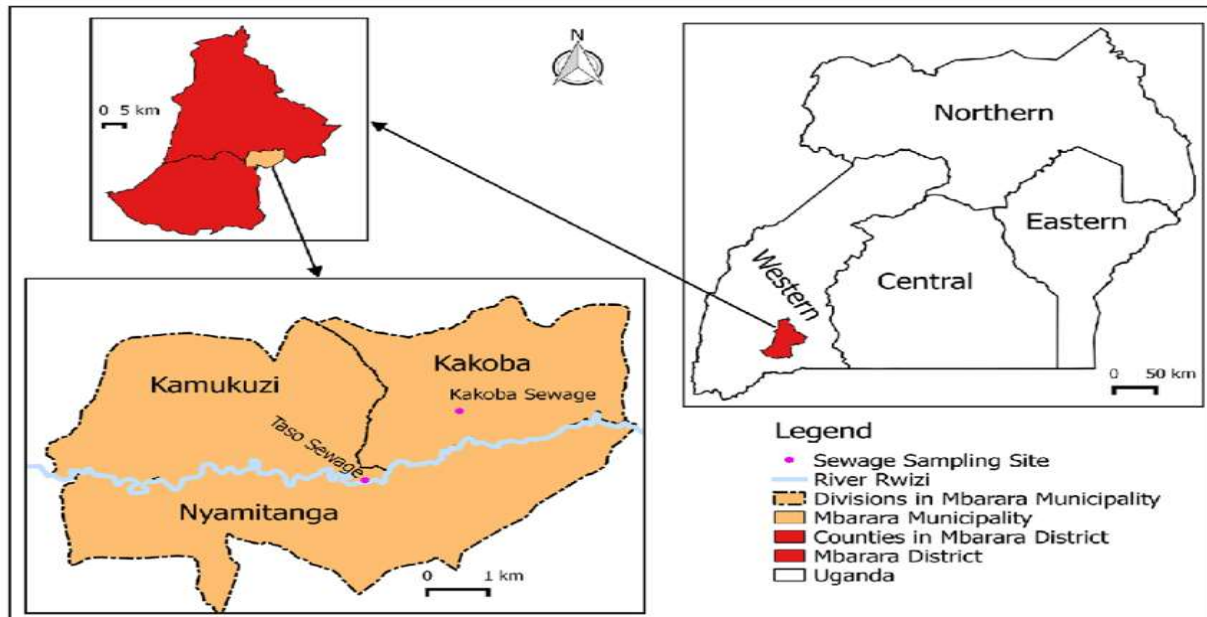 N
0 5 km
Northern
Eastern
Western
Central
0 50 km
Kamukuzi
Kakoba
Kakoba Sewage
Taso Sewage
Nyamitanga
0 1 km
Legend
Sewage Sampling Site
River Rwizi
Divisions in Mbarara Municipality
Mbarara Municipality
Counties in Mbarara District
Mbarara District
Uganda